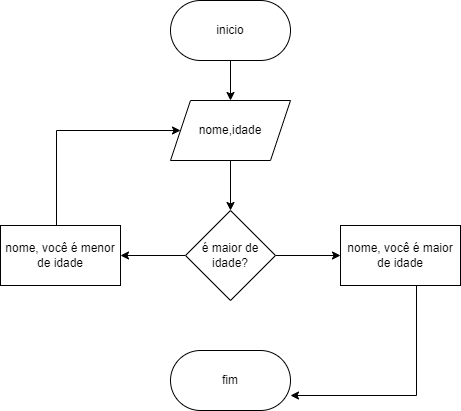 inicio
nome,idade
é maior de
idade?
nome, você é menor
de idade
nome, você é maior
de idade
fim